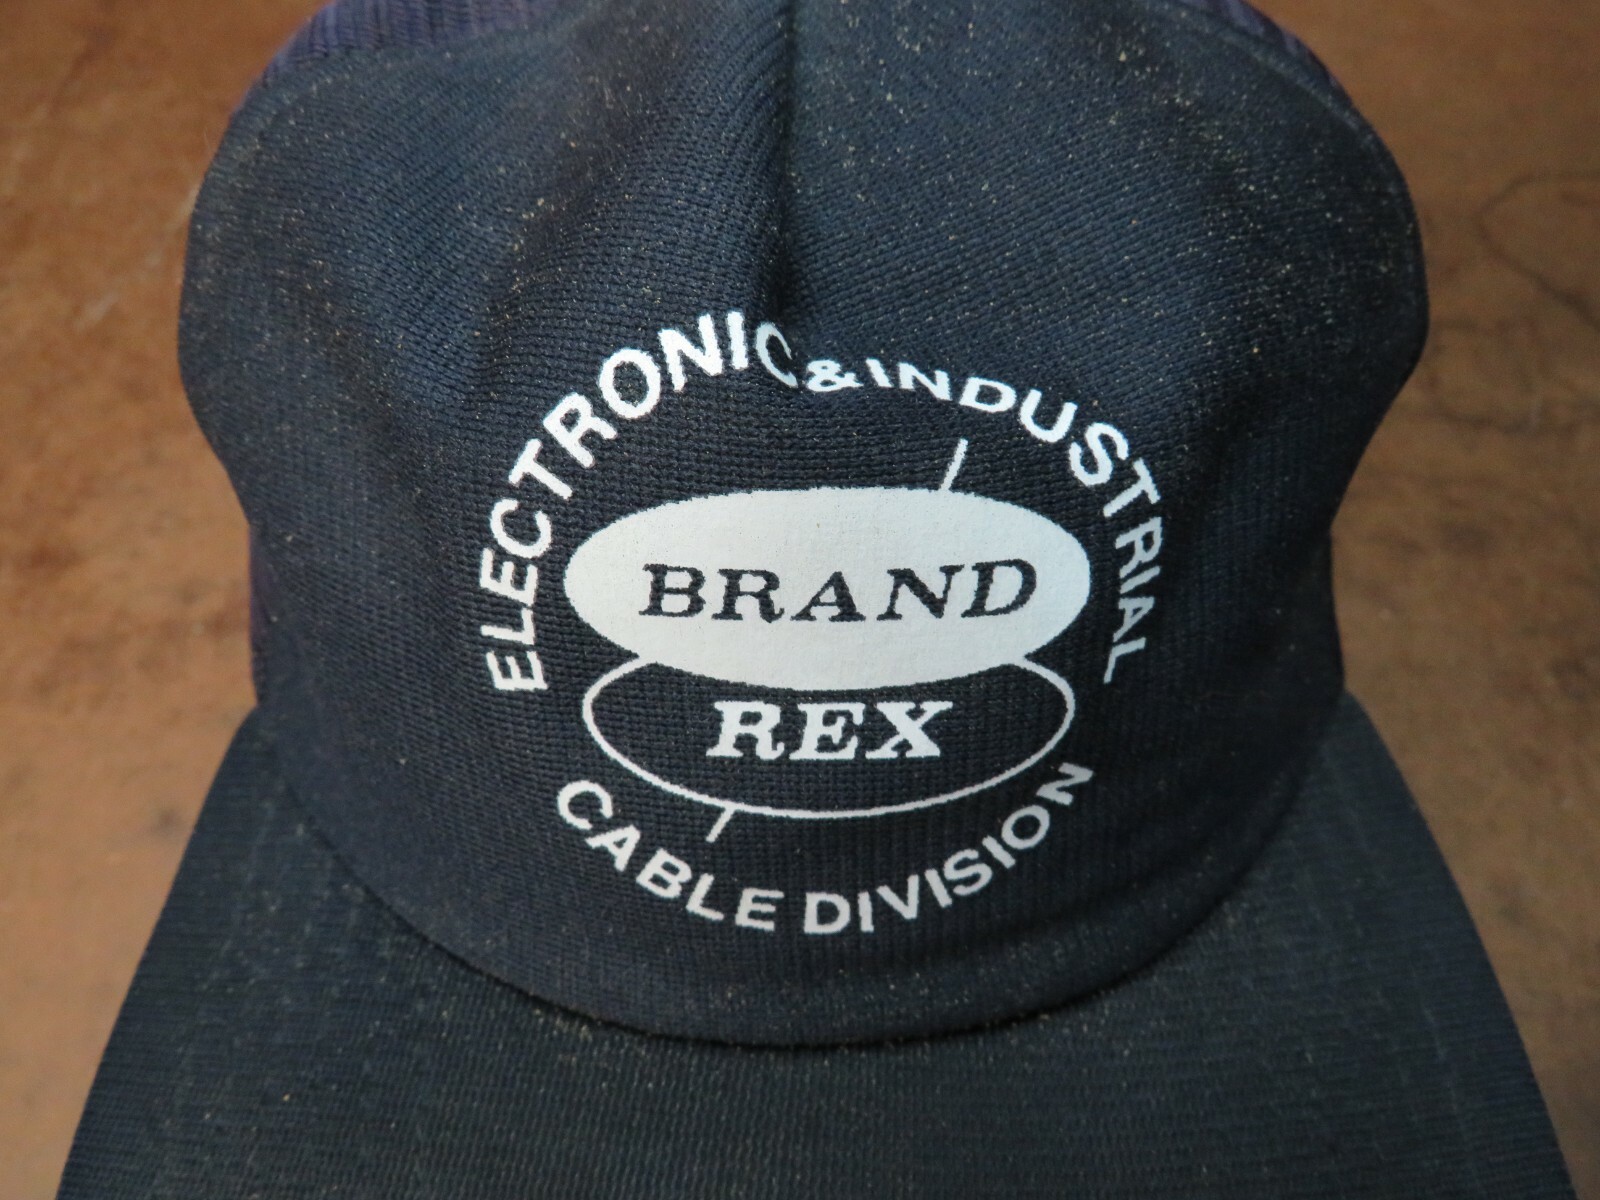 ELECTRONIC & INDUSTRIAL
BRAND
REX
CABLE DIVISION